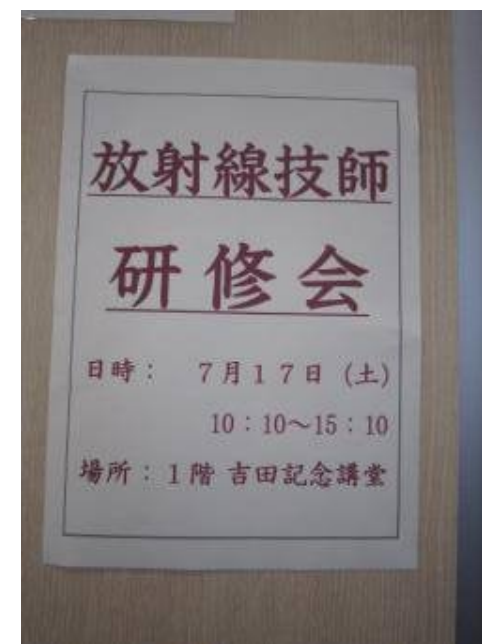 放射線技師
研修会
日時： 7月17日（土）
10：10～15：10
場所：1階 吉田記念講堂